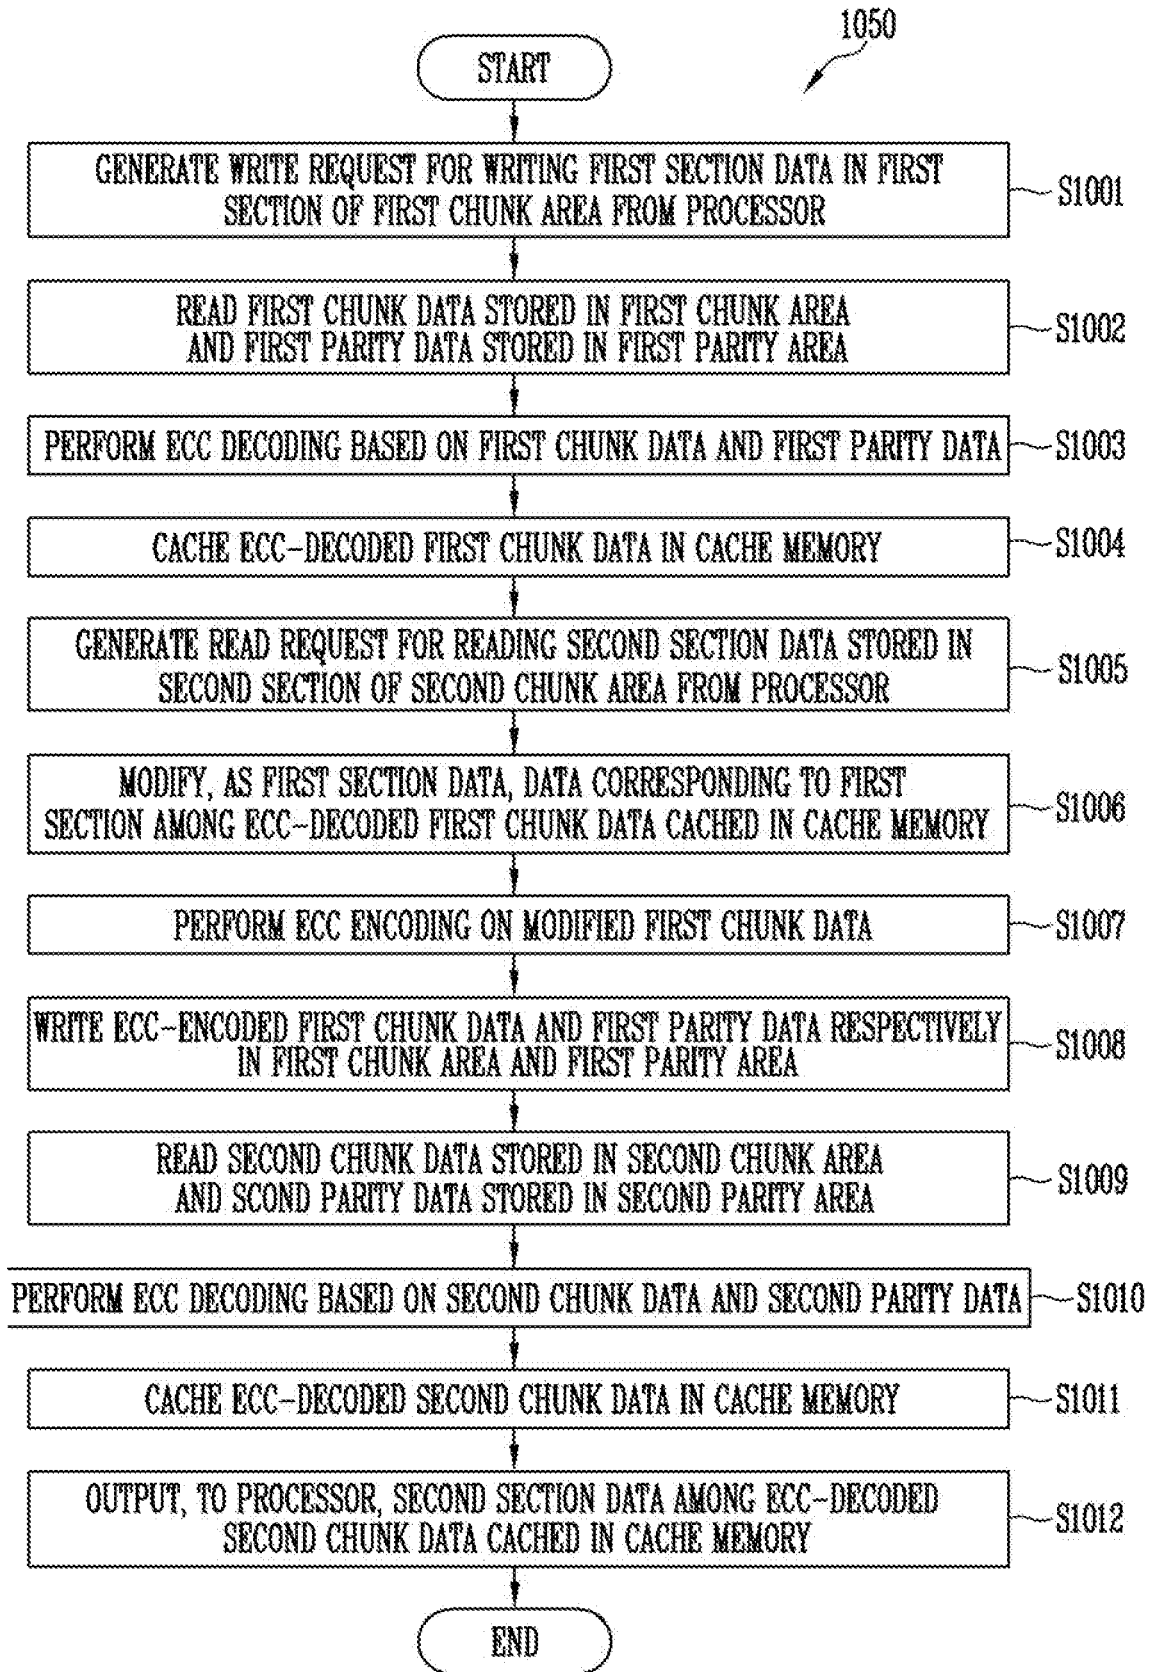 1050
START
GENERATE WRITE REQUEST FOR WRITING FIRST SECTION DATA IN FIRST
SECTION OF FIRST CHUNK AREA FROM PROCESSOR
S1001
READ FIRST CHUNK DATA STORED IN FIRST CHUNK AREA
AND FIRST PARITY DATA STORED IN FIRST PARITY AREA
S1002
PERFORM ECC DECODING BASED ON FIRST CHUNK DATA AND FIRST PARITY DATA
S1003
CACHE ECC-DECODED FIRST CHUNK DATA IN CACHE MEMORY
S1004
GENERATE READ REQUEST FOR READING SECOND SECTION DATA STORED IN
SECOND SECTION OF SECOND CHUNK AREA FROM PROCESSOR
S1005
MODIFY, AS FIRST SECTION DATA, DATA CORRESPONDING TO FIRST
SECTION AMONG ECC-DECODED FIRST CHUNK DATA CACHED IN CACHE MEMORY
S1006
PERFORM ECC ENCODING ON MODIFIED FIRST CHUNK DATA
S1007
WRITE ECC-ENCODED FIRST CHUNK DATA AND FIRST PARITY DATA RESPECTIVELY
IN FIRST CHUNK AREA AND FIRST PARITY AREA
S1008
READ SECOND CHUNK DATA STORED IN SECOND CHUNK AREA
AND SCOND PARITY DATA STORED IN SECOND PARITY AREA
S1009
PERFORM ECC DECODING BASED ON SECOND CHUNK DATA AND SECOND PARITY DATA
S1010
CACHE ECC-DECODED SECOND CHUNK DATA IN CACHE MEMORY
S1011
OUTPUT, TO PROCESSOR, SECOND SECTION DATA AMONG ECC-DECODED
SECOND CHUNK DATA CACHED IN CACHE MEMORY
S1012
END